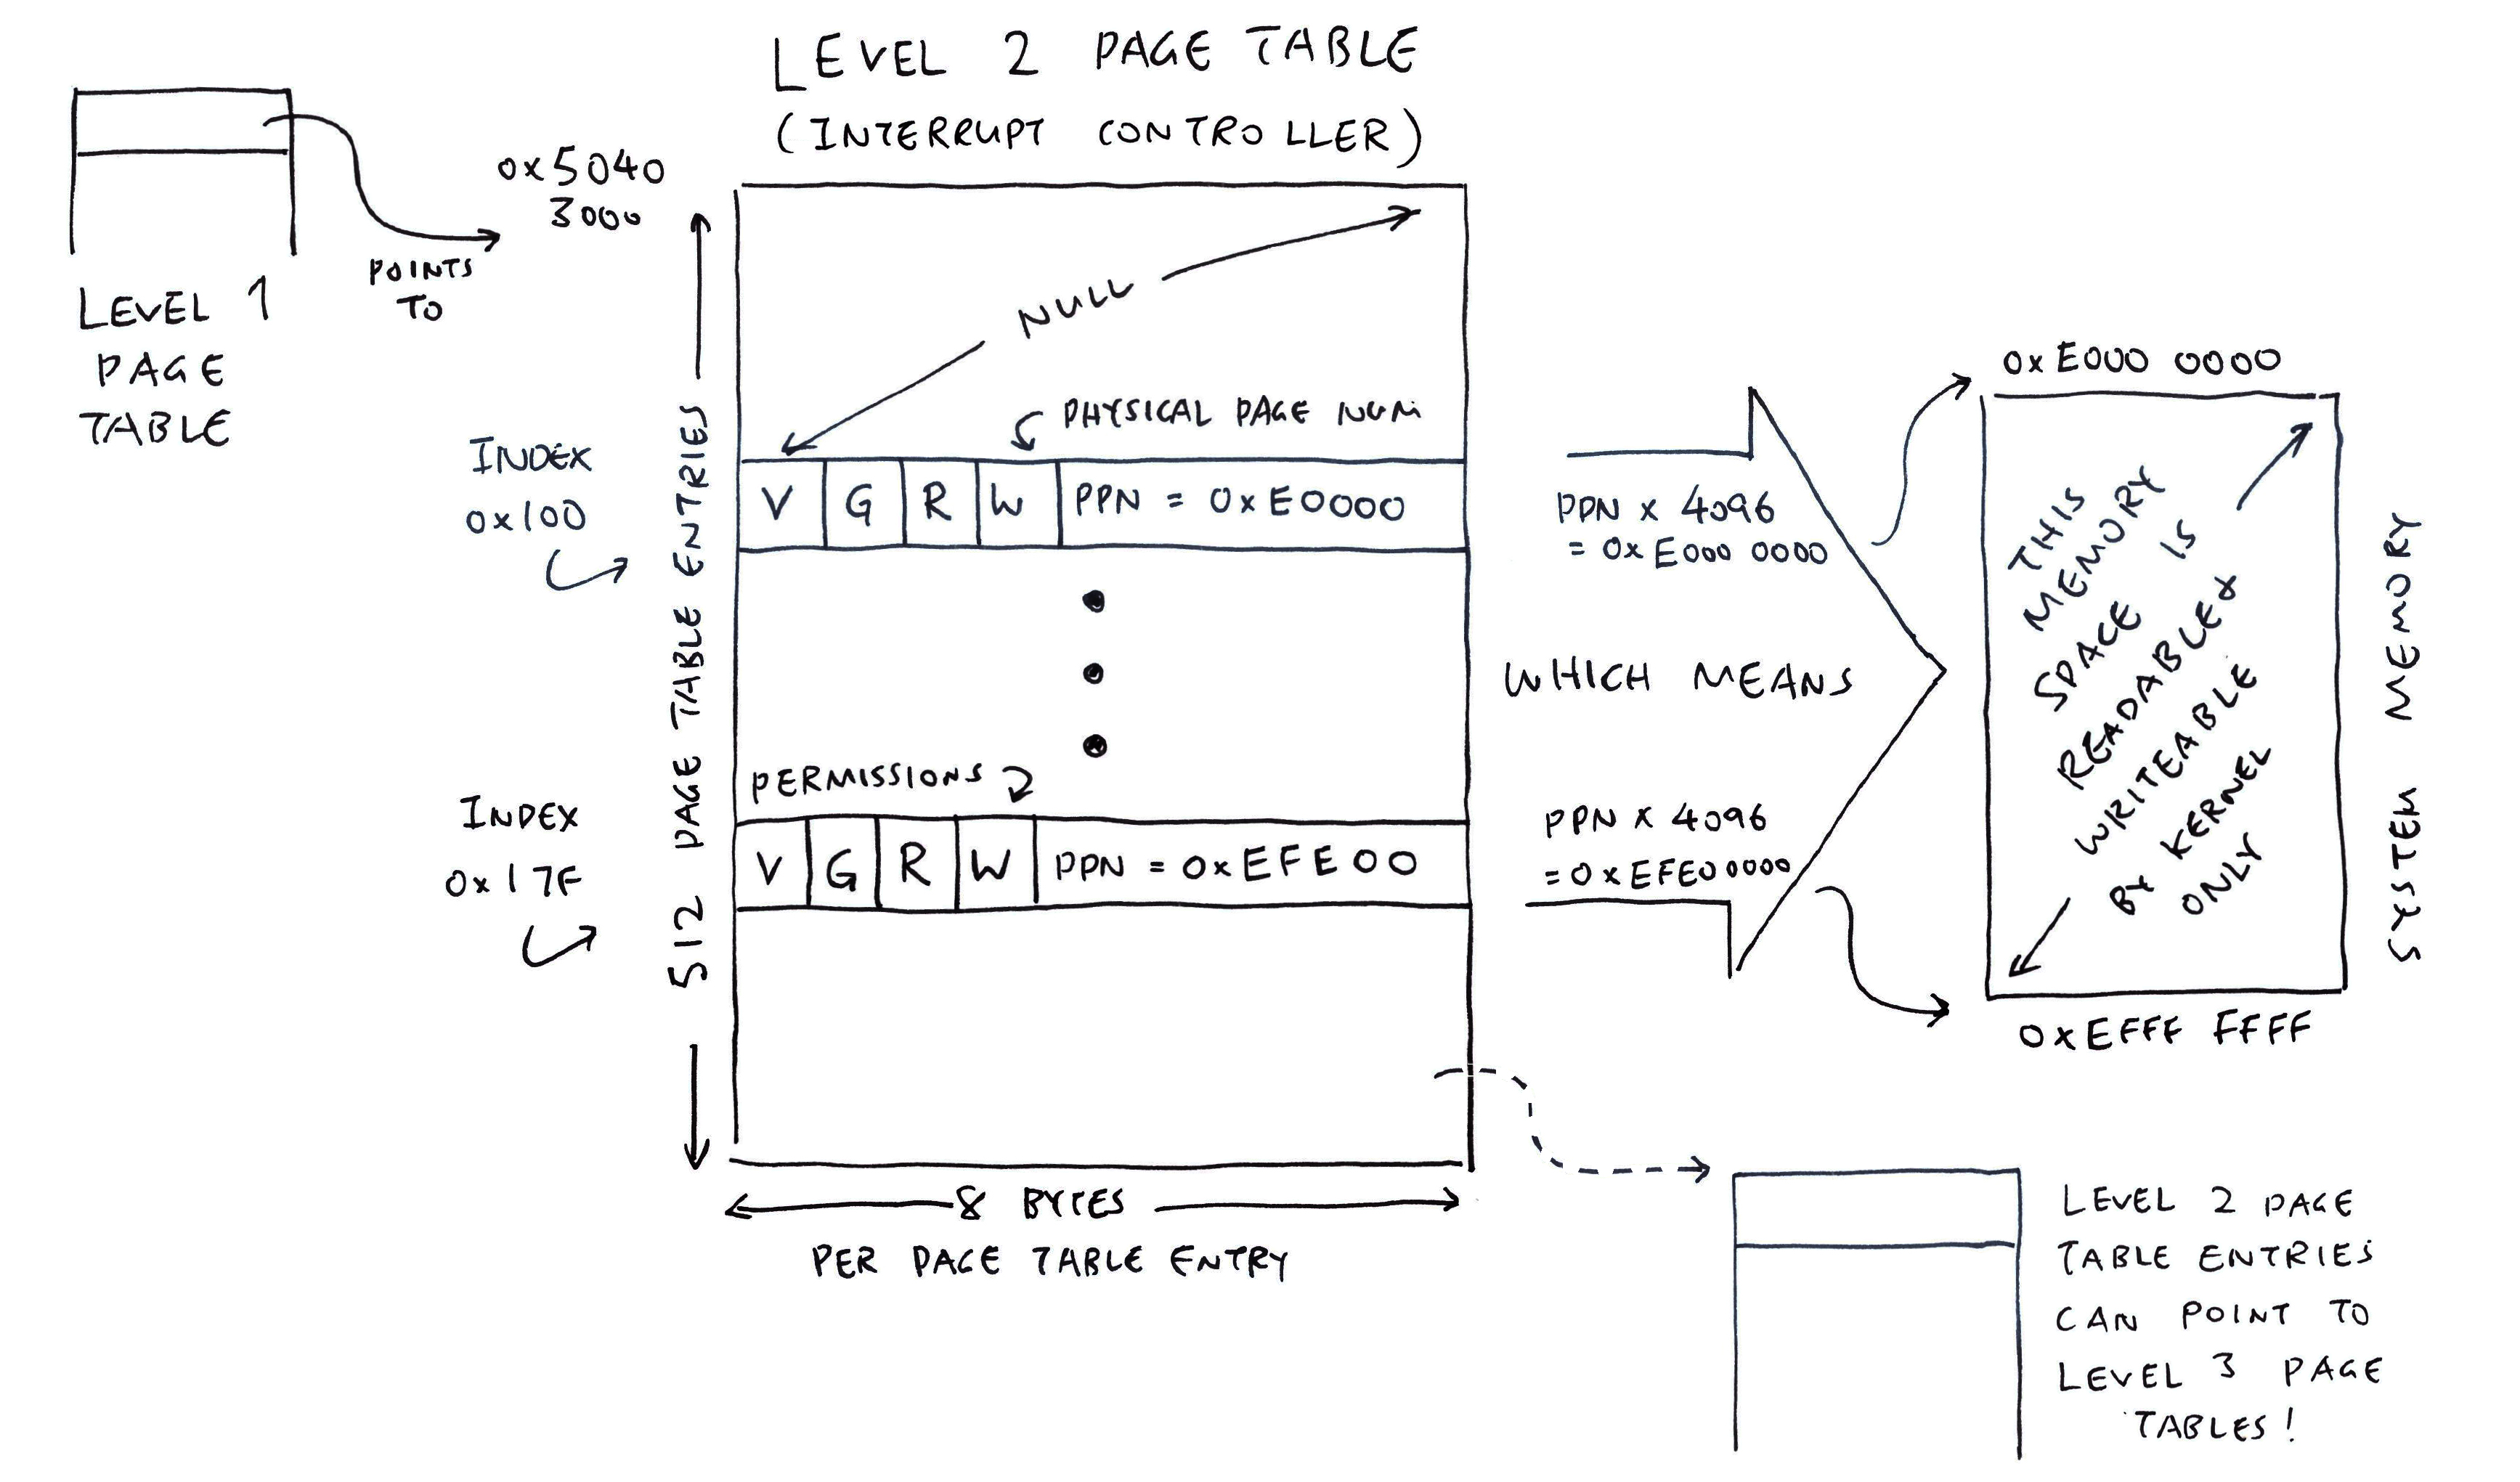 LEVEL 2 PAGE TABLE
(INTERRUPT CONTROLLER)
LEVEL 1
PAGE
TABLE
POINTS
TO
0x5040
3000
512 PAGE TABLE ENTRIES
NULL
PHYSICAL PAGE NUM
INDEX
0x100
V G R W PPN = 0xE0000
PERMISSIONS
INDEX
0x17F
V G R W PPN = 0xEFE00
8 BYTES
PER PAGE TABLE ENTRY
PPN x 4096
= 0xE000 0000
WHICH MEANS
PPN x 4096
= 0xEFE00000
0xE000 0000
THIS
MEMORY
SPACE IS
READABLE &
WRITEABLE
BY KERNEL
ONLY
0xEFFF FFFF
SYSTEM MEMORY
LEVEL 2 PAGE
TABLE ENTRIES
CAN POINT TO
LEVEL 3 PAGE
TABLES!